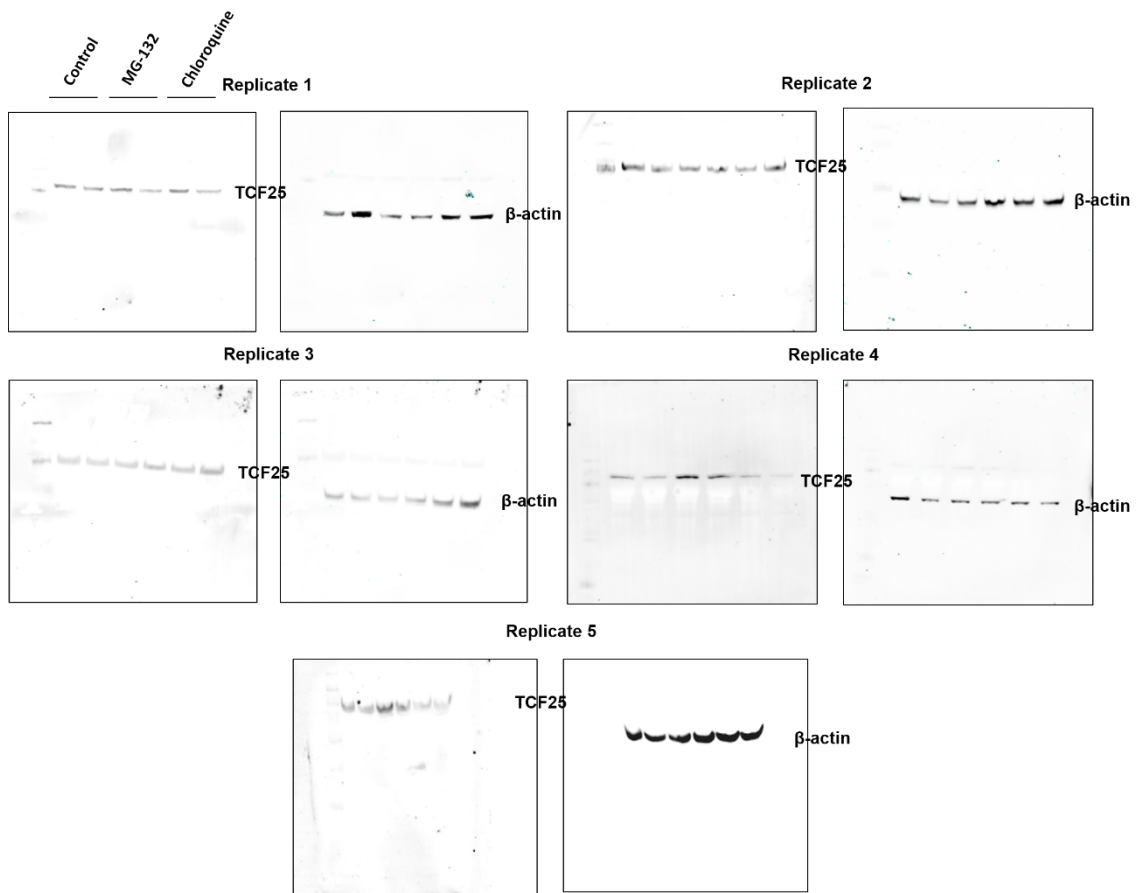 Control
MG-132
Chloroquine
Replicate 1
Replicate 2
TCF25
β-actin
TCF25
β-actin
Replicate 3
Replicate 4
TCF25
β-actin
TCF25
β-actin
Replicate 5
TCF25
β-actin